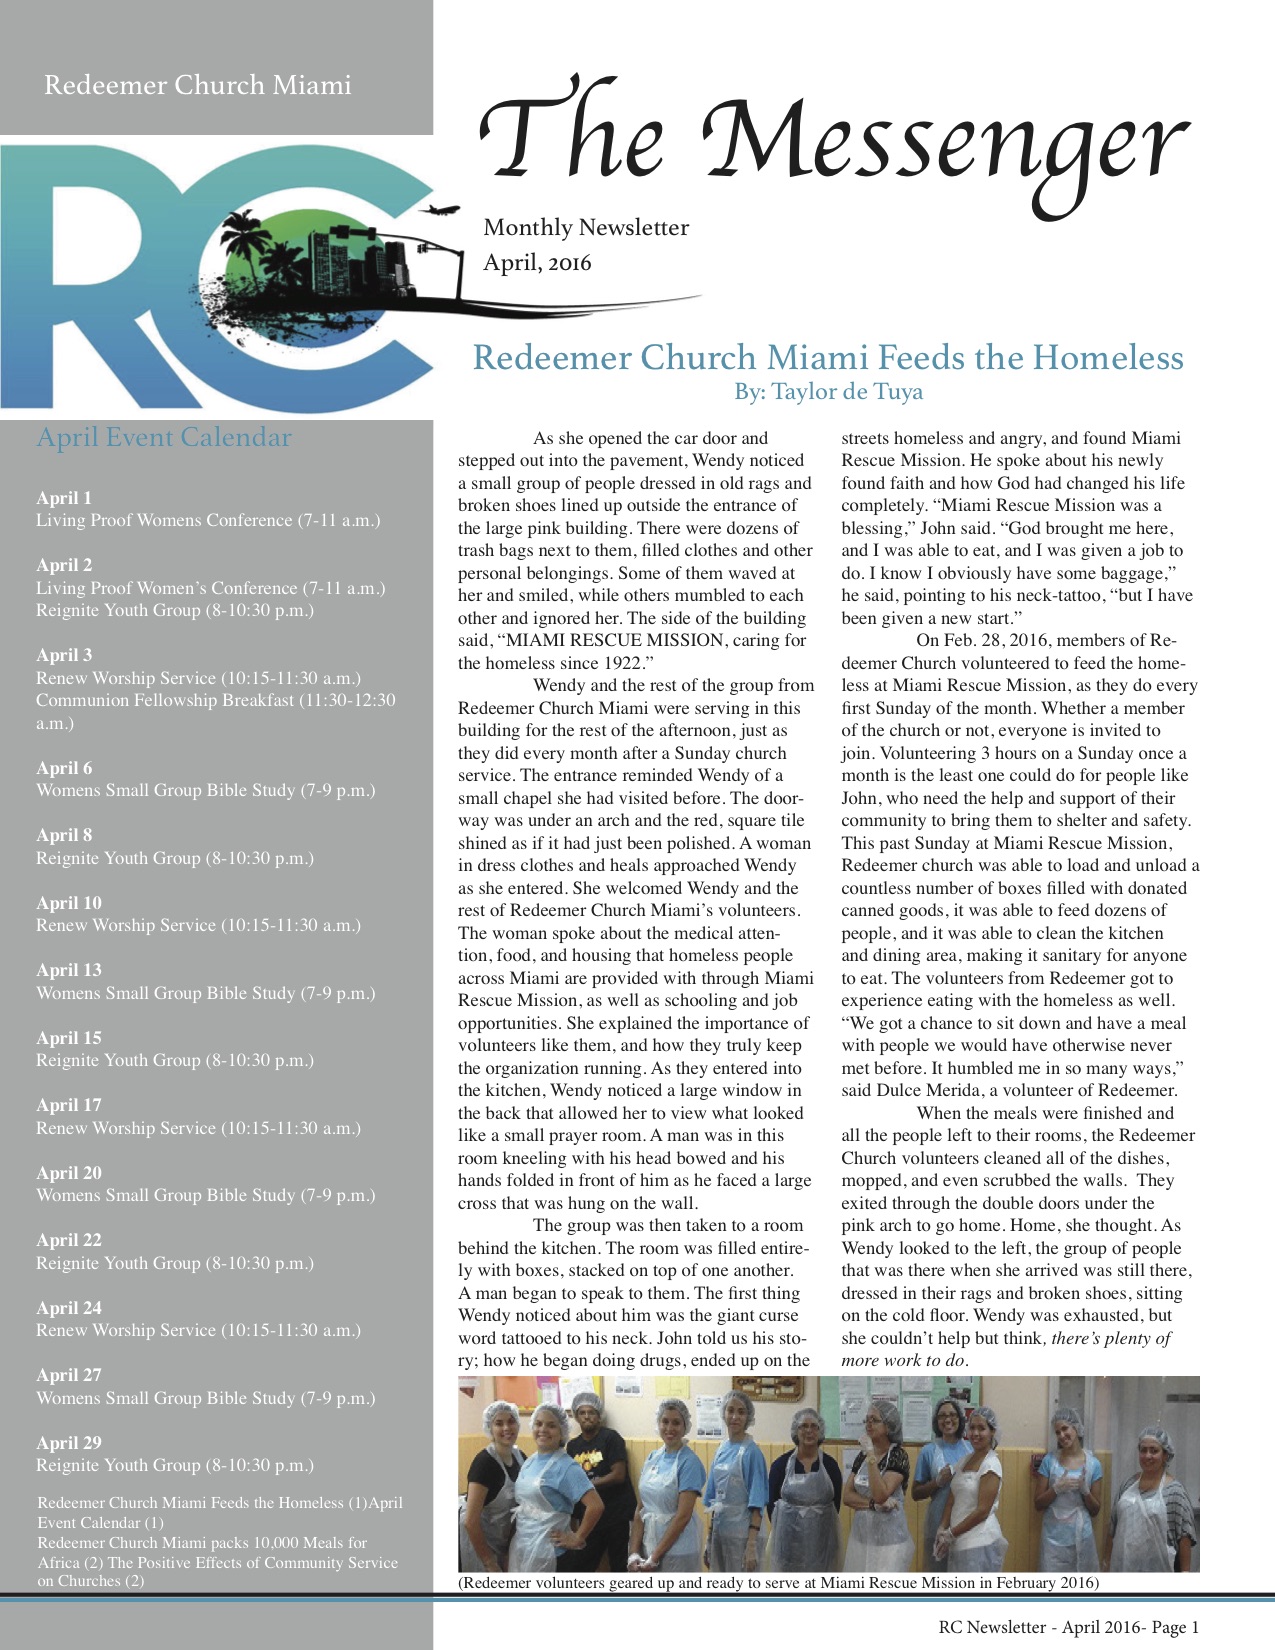 Redeemer Church Miami
RC
The Messenger
Monthly Newsletter
April, 2016
April Event Calendar
April 1
Living Proof Womens Conference (7-11 a.m.)
April 2
Living Proof Women’s Conference (7-11 a.m.)
Reignite Youth Group (8-10:30 p.m.)
April 3
Renew Worship Service (10:15-11:30 a.m.)
Communion Fellowship Breakfast (11:30-12:30
a.m.)
April 6
Womens Small Group Bible Study (7-9 p.m.)
April 8
Reignite Youth Group (8-10:30 p.m.)
April 10
Renew Worship Service (10:15-11:30 a.m.)
April 13
Womens Small Group Bible Study (7-9 p.m.)
April 15
Reignite Youth Group (8-10:30 p.m.)
April 17
Renew Worship Service (10:15-11:30 a.m.)
April 20
Womens Small Group Bible Study (7-9 p.m.)
April 22
Reignite Youth Group (8-10:30 p.m.)
April 24
Renew Worship Service (10:15-11:30 a.m.)
April 27
Womens Small Group Bible Study (7-9 p.m.)
April 29
Reignite Youth Group (8-10:30 p.m.)
Redeemer Church Miami Feeds the Homeless (1)April
Event Calendar (1)
Redeemer Church Miami packs 10,000 Meals for
Africa (2) The Positive Effects of Community Service
on Churches (2)
Redeemer Church Miami Feeds the Homeless
By: Taylor de Tuya
As she opened the car door and
stepped out into the pavement, Wendy noticed
a small group of people dressed in old rags and
broken shoes lined up outside the entrance of
the large pink building. There were dozens of
trash bags next to them, filled clothes and other
personal belongings. Some of them waved at
her and smiled, while others mumbled to each
other and ignored her. The side of the building
said, “MIAMI RESCUE MISSION, caring for
the homeless since 1922.”
Wendy and the rest of the group from
Redeemer Church Miami were serving in this
building for the rest of the afternoon, just as
they did every month after a Sunday church
service. The entrance reminded Wendy of a
small chapel she had visited before. The door-
way was under an arch and the red, square tile
shined as if it had just been polished. A woman
in dress clothes and heals approached Wendy
as she entered. She welcomed Wendy and the
rest of Redeemer Church Miami’s volunteers.
The woman spoke about the medical atten-
tion, food, and housing that homeless people
across Miami are provided with through Miami
Rescue Mission, as well as schooling and job
opportunities. She explained the importance of
volunteers like them, and how they truly keep
the organization running. As they entered into
the kitchen, Wendy noticed a large window in
the back that allowed her to view what looked
like a small prayer room. A man was in this
room kneeling with his head bowed and his
hands folded in front of him as he faced a large
cross that was hung on the wall.
The group was then taken to a room
behind the kitchen. The room was filled entire-
ly with boxes, stacked on top of one another.
A man began to speak to them. The first thing
Wendy noticed about him was the giant curse
word tattooed to his neck. John told us his sto-
ry; how he began doing drugs, ended up on the
streets homeless and angry, and found Miami
Rescue Mission. He spoke about his newly
found faith and how God had changed his life
completely. “Miami Rescue Mission was a
blessing,” John said. “God brought me here,
and I was able to eat, and I was given a job to
do. I know I obviously have some baggage,”
he said, pointing to his neck-tattoo, “but I have
been given a new start.”
On Feb. 28, 2016, members of Re-
deemer Church volunteered to feed the home-
less at Miami Rescue Mission, as they do every
first Sunday of the month. Whether a member
of the church or not, everyone is invited to
join. Volunteering 3 hours on a Sunday once a
month is the least one could do for people like
John, who need the help and support of their
community to bring them to shelter and safety.
This past Sunday at Miami Rescue Mission,
Redeemer church was able to load and unload a
countless number of boxes filled with donated
canned goods, it was able to feed dozens of
people, and it was able to clean the kitchen
and dining area, making it sanitary for anyone
to eat. The volunteers from Redeemer got to
experience eating with the homeless as well.
“We got a chance to sit down and have a meal
with people we would have otherwise never
met before. It humbled me in so many ways,”
said Dulce Merida, a volunteer of Redeemer.
When the meals were finished and
all the people left to their rooms, the Redeemer
Church volunteers cleaned all of the dishes,
mopped, and even scrubbed the walls.  They
exited through the double doors under the
pink arch to go home. Home, she thought. As
Wendy looked to the left, the group of people
that was there when she arrived was still there,
dressed in their rags and broken shoes, sitting
on the cold floor. Wendy was exhausted, but
she couldn’t help but think, there’s plenty of
more work to do.
(Redeemer volunteers geared up and ready to serve at Miami Rescue Mission in February 2016)
RC Newsletter - April 2016- Page 1